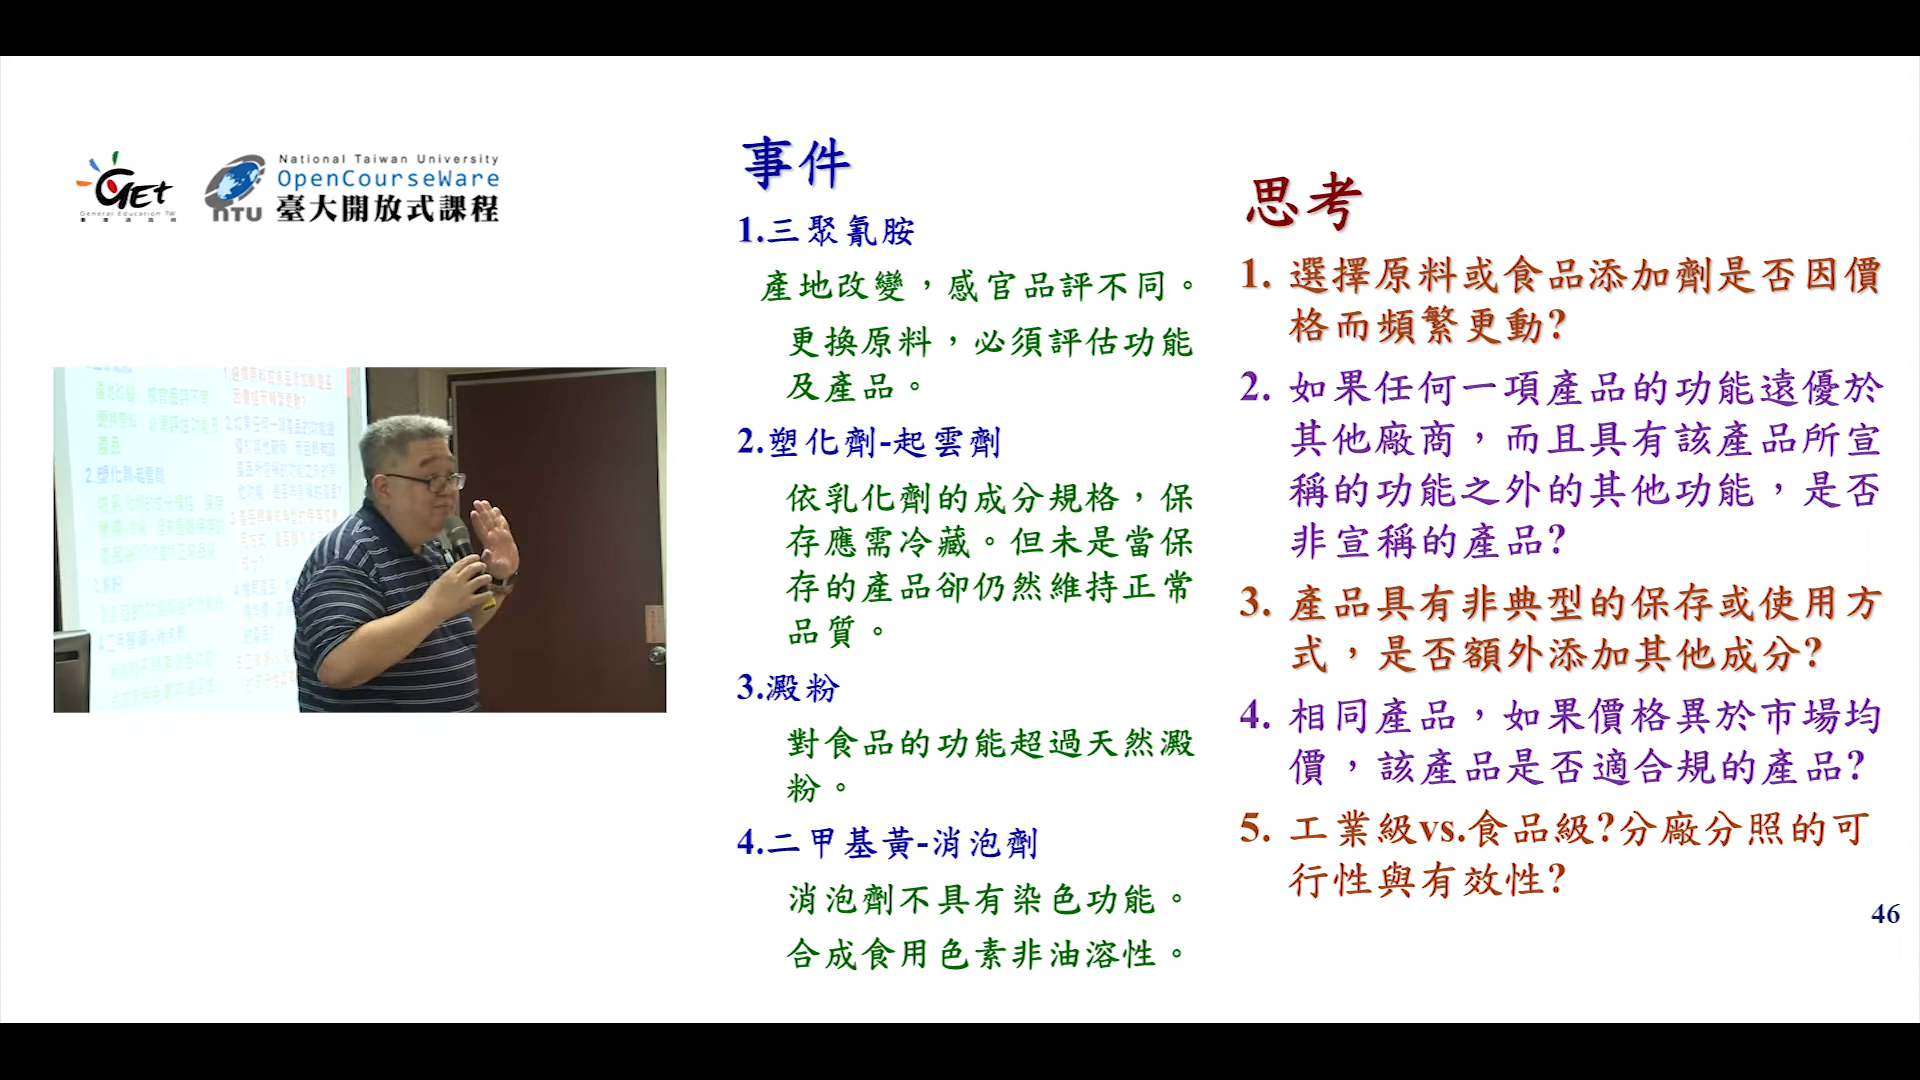 GEt
General Education TW
National Taiwan University
OpenCourseWare
臺大開放式課程
NTU
事件
1.三聚氰胺
產地改變，感官品評不同。
更換原料，必須評估功能
及產品。
2.塑化劑-起雲劑
依乳化劑的成分規格，保
存應需冷藏。但未是當保
存的產品卻仍然維持正常
品質。
3.澱粉
對食品的功能超過天然澱
粉。
4.二甲基黃-消泡劑
消泡劑不具有染色功能。
合成食用色素非油溶性。
思考
1. 選擇原料或食品添加劑是否因價
格而頻繁更動?
2. 如果任何一項產品的功能遠優於
其他廠商，而且具有該產品所宣
稱的功能之外的其他功能，是否
非宣稱的產品?
3. 產品具有非典型的保存或使用方
式，是否額外添加其他成分?
4. 相同產品，如果價格異於市場均
價，該產品是否適合規的產品?
5. 工業級vs.食品級?分廠分照的可
行性與有效性?
46